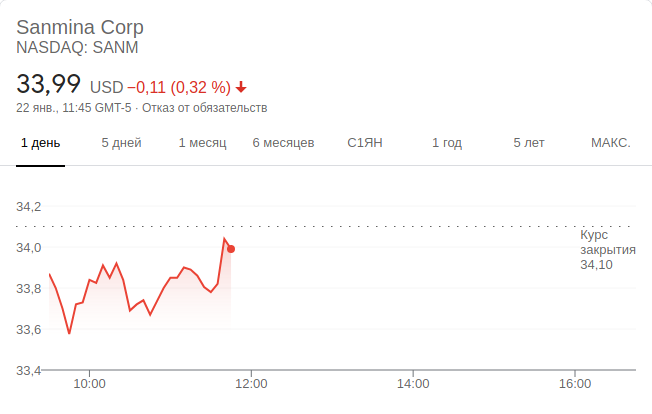 Sanmina Corp
NASDAQ: SANM
33,99 USD −0,11 (0,32 %)
22 янв., 11:45 GMT-5 · Отказ от обязательств
1 день 5 дней 1 месяц 6 месяцев С1ЯН 1 год 5 лет МАКС.
34,2
Курс
закрытия
34,10
34,0
33,8
33,6
33,4
10:00 12:00 14:00 16:00